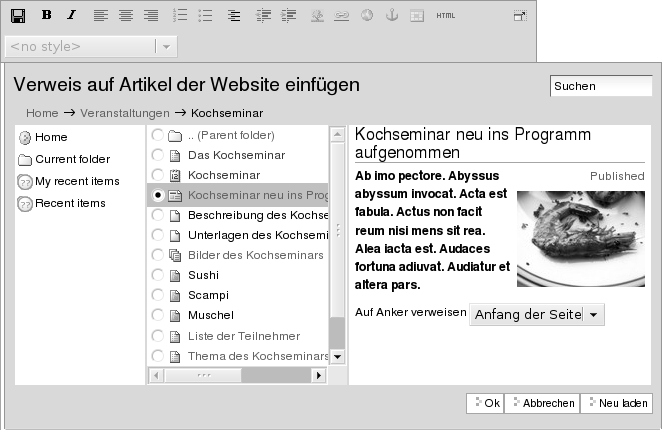 B I HTML
<no style>
Verweis auf Artikel der Website einfügen
Suchen
Home → Veranstaltungen → Kochseminar
Home
Current folder
My recent items
Recent items
.. (Parent folder)
Das Kochseminar
Kochseminar
Kochseminar neu ins Prog
Beschreibung des Kochse
Unterlagen des Kochsemi
Bilder des Kochseminars
Sushi
Scampi
Muschel
Liste der Teilnehmer
Thema des Kochseminars
Kochseminar neu ins Programm
aufgenommen
Published
Ab imo pectore. Abyssus
abyssum invocat. Acta est
fabula. Actus non facit
reum nisi mens sit rea.
Alea iacta est. Audaces
fortuna adiuvat. Audiatur et
altera pars.
Auf Anker verweisen Anfang der Seite
Ok Abbrechen Neu laden